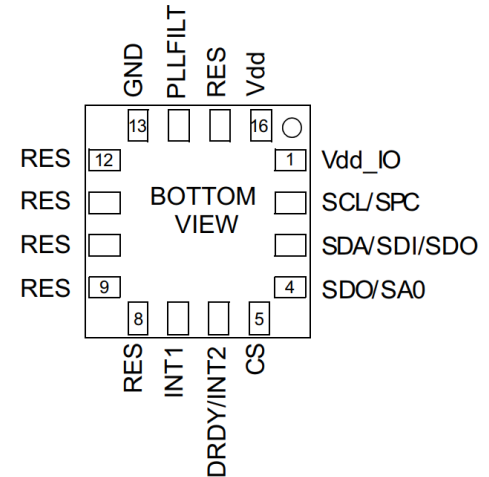 GND
PLLFILT
RES
Vdd
13
16
RES
12
1
Vdd_IO
RES
BOTTOM
VIEW
SCL/SPC
RES
SDA/SDI/SDO
RES
9
4
SDO/SA0
8
5
RES
INT1
DRDY/INT2
CS